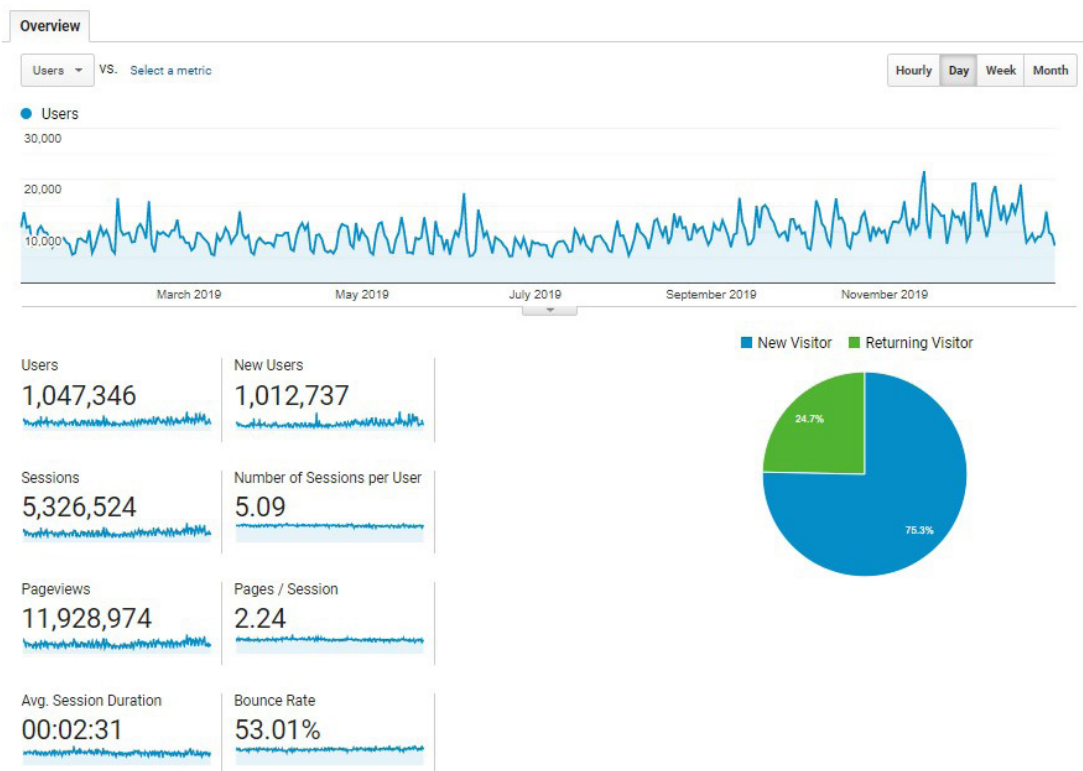 Overview
Users VS. Select a metric
Hourly Day Week Month
Users
30,000
20,000
10,000
March 2019 May 2019 July 2019 September 2019 November 2019
New Visitor Returning Visitor
Users New Users
1,047,346 1,012,737
24.7%
Sessions Number of Sessions per User
5,326,524 5.09
75.3%
Pageviews Pages / Session
11,928,974 2.24
Avg. Session Duration Bounce Rate
00:02:31 53.01%